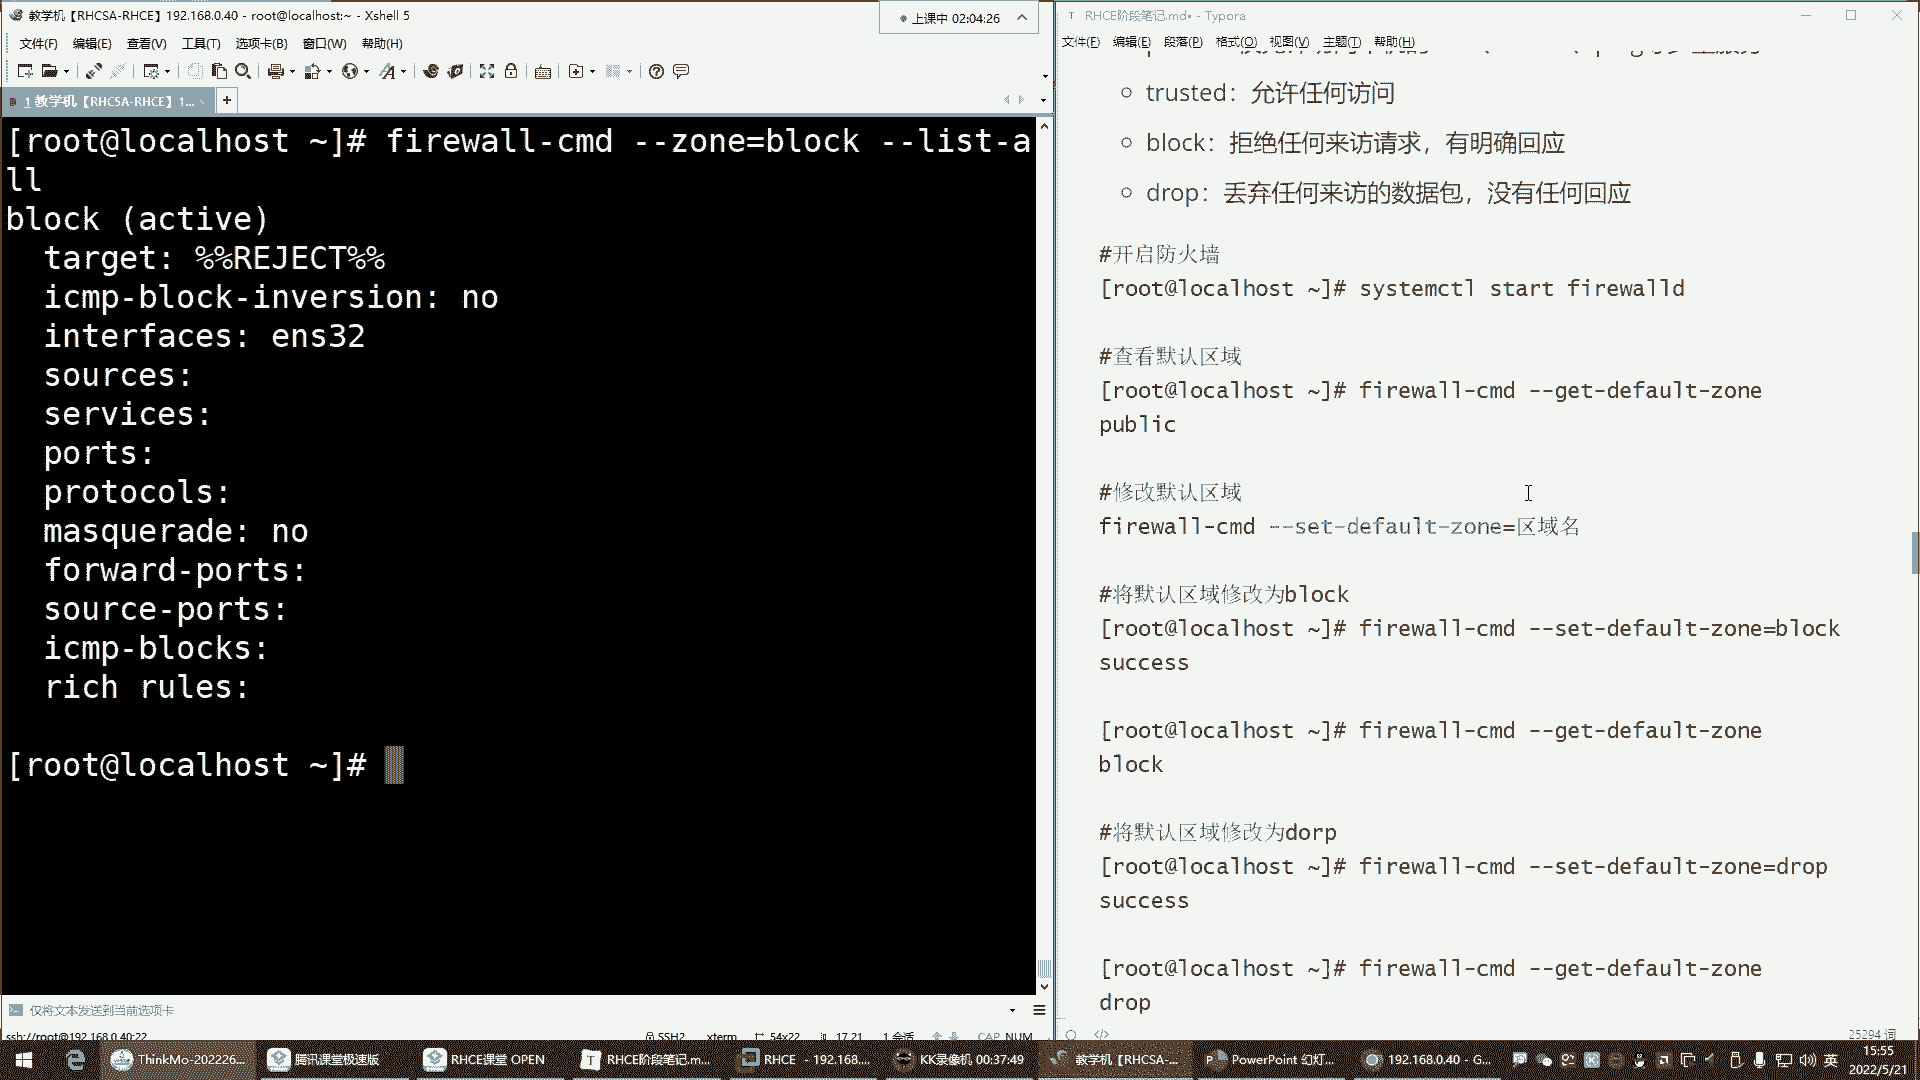 教学机【RHCSA-RHCE】192.168.0.40 - root@localhost:~ - Xshell 5
上课中 02:04:26
文件(F) 编辑(E) 查看(V) 工具(T) 选项卡(B) 窗口(W) 帮助(H)
1 教学机【RHCSA-RHCE】1...
[root@localhost ~]# firewall-cmd --zone=block --list-a
ll
block (active)
target: %%REJECT%%
icmp-block-inversion: no
interfaces: ens32
sources:
services:
ports:
protocols:
masquerade: no
forward-ports:
source-ports:
icmp-blocks:
rich rules:
[root@localhost ~]#
仅将文本发送到当前选项卡
ssh://root@192.168.0.40:22
SSH2 xterm 54x22 17,21 1 会话 CAP NUM
RHCE阶段笔记.md• - Typora
文件(F) 编辑(E) 段落(P) 格式(O) 视图(V) 主题(T) 帮助(H)
trusted：允许任何访问
block：拒绝任何来访请求，有明确回应
drop：丢弃任何来访的数据包，没有任何回应
#开启防火墙
[root@localhost ~]# systemctl start firewalld
#查看默认区域
[root@localhost ~]# firewall-cmd --get-default-zone
public
#修改默认区域
firewall-cmd --set-default-zone=区域名
#将默认区域修改为block
[root@localhost ~]# firewall-cmd --set-default-zone=block
success
[root@localhost ~]# firewall-cmd --get-default-zone
block
#将默认区域修改为dorp
[root@localhost ~]# firewall-cmd --set-default-zone=drop
success
[root@localhost ~]# firewall-cmd --get-default-zone
drop
25294 词
ThinkMo-202226... 腾讯课堂极速版 RHCE课堂 OPEN RHCE阶段笔记.m... RHCE - 192.168.... KK录像机 00:37:49 教学机【RHCSA-... PowerPoint 幻灯... 192.168.0.40 - G... 英
15:55
2022/5/21